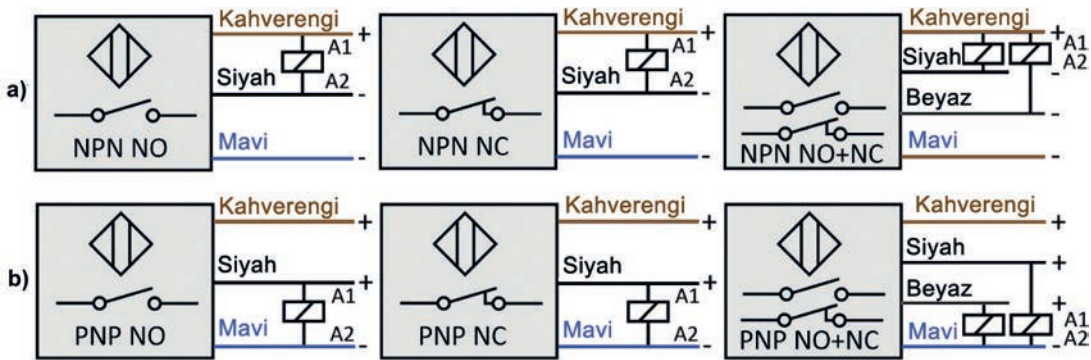 a)
Kahverengi +
A1
Siyah A2 -
NPN NO
Mavi -
Kahverengi +
A1
Siyah A2 -
NPN NC
Mavi -
Kahverengi +
Siyah A1
A2 -
Beyaz -
NPN NO+NC
Mavi -
b)
Kahverengi +
Siyah +
A1
PNP NO
Mavi A2 -
Kahverengi +
Siyah +
A1
PNP NC
Mavi A2 -
Kahverengi +
Siyah +
Beyaz +
A1
PNP NO+NC
Mavi - A2